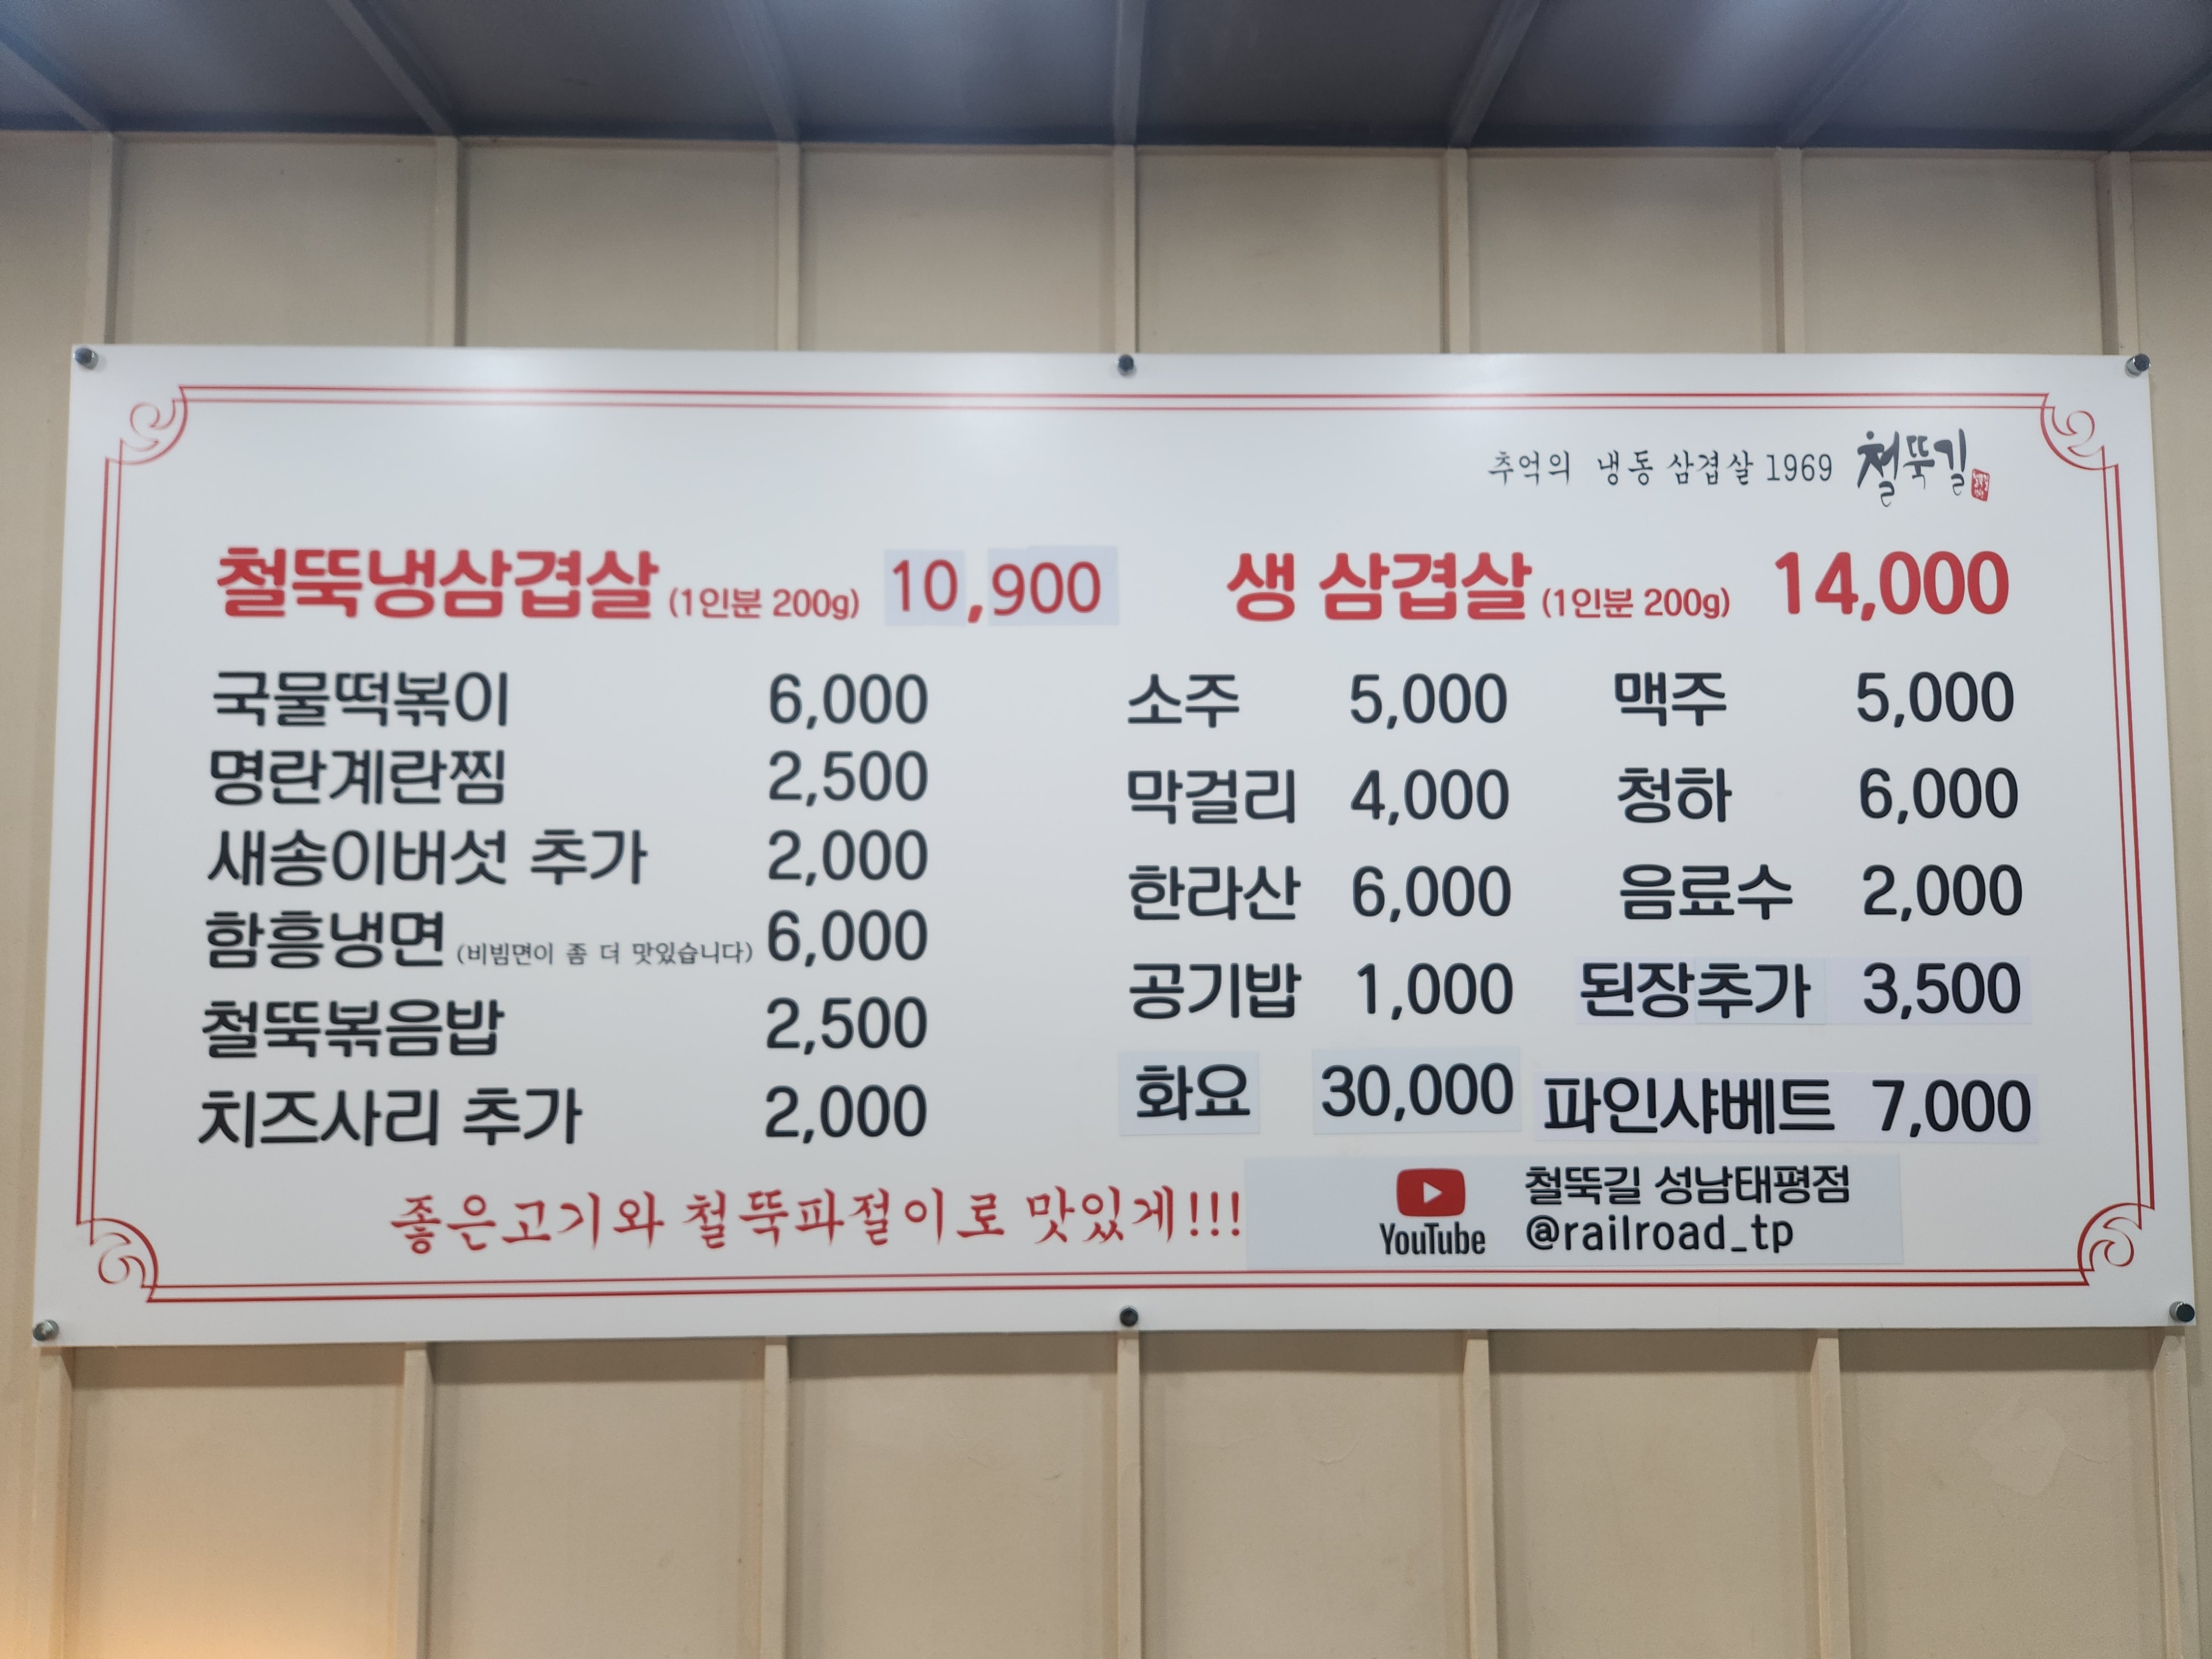 추억의 냉동 삼겹살 1969 철뚝길
철뚝냉삼겹살 (1인분 200g) 10,900 생 삼겹살 (1인분 200g) 14,000
국물떡볶이 6,000
명란계란찜 2,500
새송이버섯 추가 2,000
함흥냉면 (비빔면이 좀 더 맛있습니다) 6,000
철뚝볶음밥 2,500
치즈사리 추가 2,000
소주 5,000 맥주 5,000
막걸리 4,000 청하 6,000
한라산 6,000 음료수 2,000
공기밥 1,000 된장추가 3,500
화요 30,000 파인샤베트 7,000
좋은고기와 철뚝파절이로 맛있게!!!
YouTube
철뚝길 성남태평점
@railroad_tp